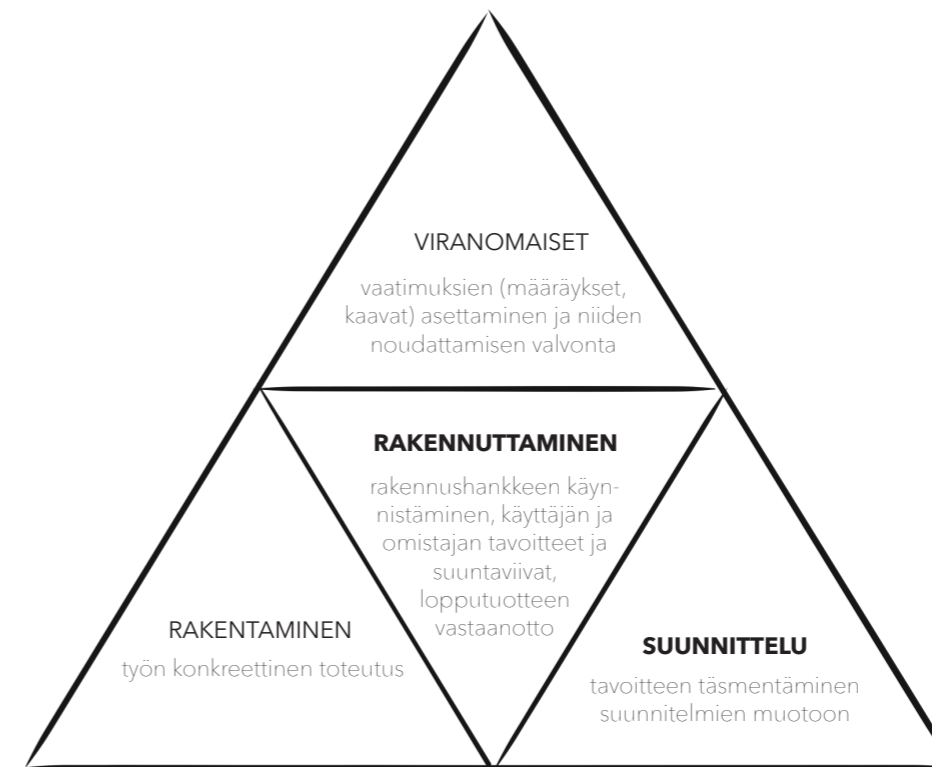 VIRANOMAISET
vaatimuksien (määräykset,
kaavat) asettaminen ja niiden
noudattamisen valvonta
RAKENNUTTAMINEN
rakennushankkeen käyn-
nistäminen, käyttäjän ja
omistajan tavoitteet ja
suuntaviivat,
lopputuotteen
vastaanotto
RAKENTAMINEN
työn konkreettinen toteutus
SUUNNITTELU
tavoitteen täsmentäminen
suunnitelmien muotoon